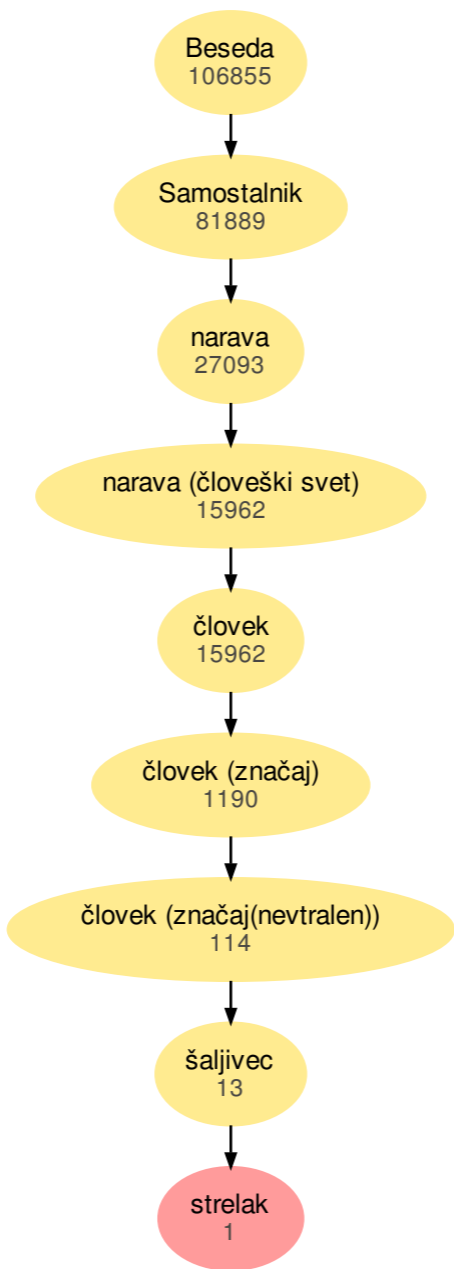 Beseda
106855
Samostalnik
81889
narava
27093
narava (človeški svet)
15962
človek
15962
človek (značaj)
1190
človek (značaj(nevtralen))
114
šaljivec
13
strelak
1